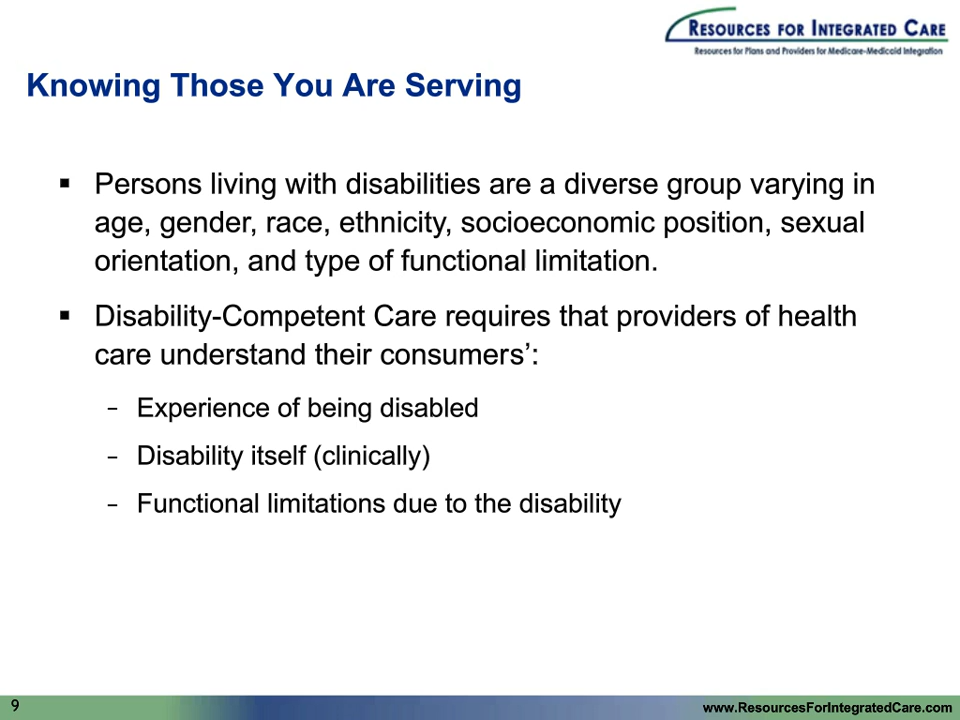 RESOURCES FOR INTEGRATED CARE
Resources for Plans and Providers for Medicare-Medicaid Integration
Knowing Those You Are Serving
▪ Persons living with disabilities are a diverse group varying in
age, gender, race, ethnicity, socioeconomic position, sexual
orientation, and type of functional limitation.
▪ Disability-Competent Care requires that providers of health
care understand their consumers’:
– Experience of being disabled
– Disability itself (clinically)
– Functional limitations due to the disability
9
www.ResourcesForIntegratedCare.com